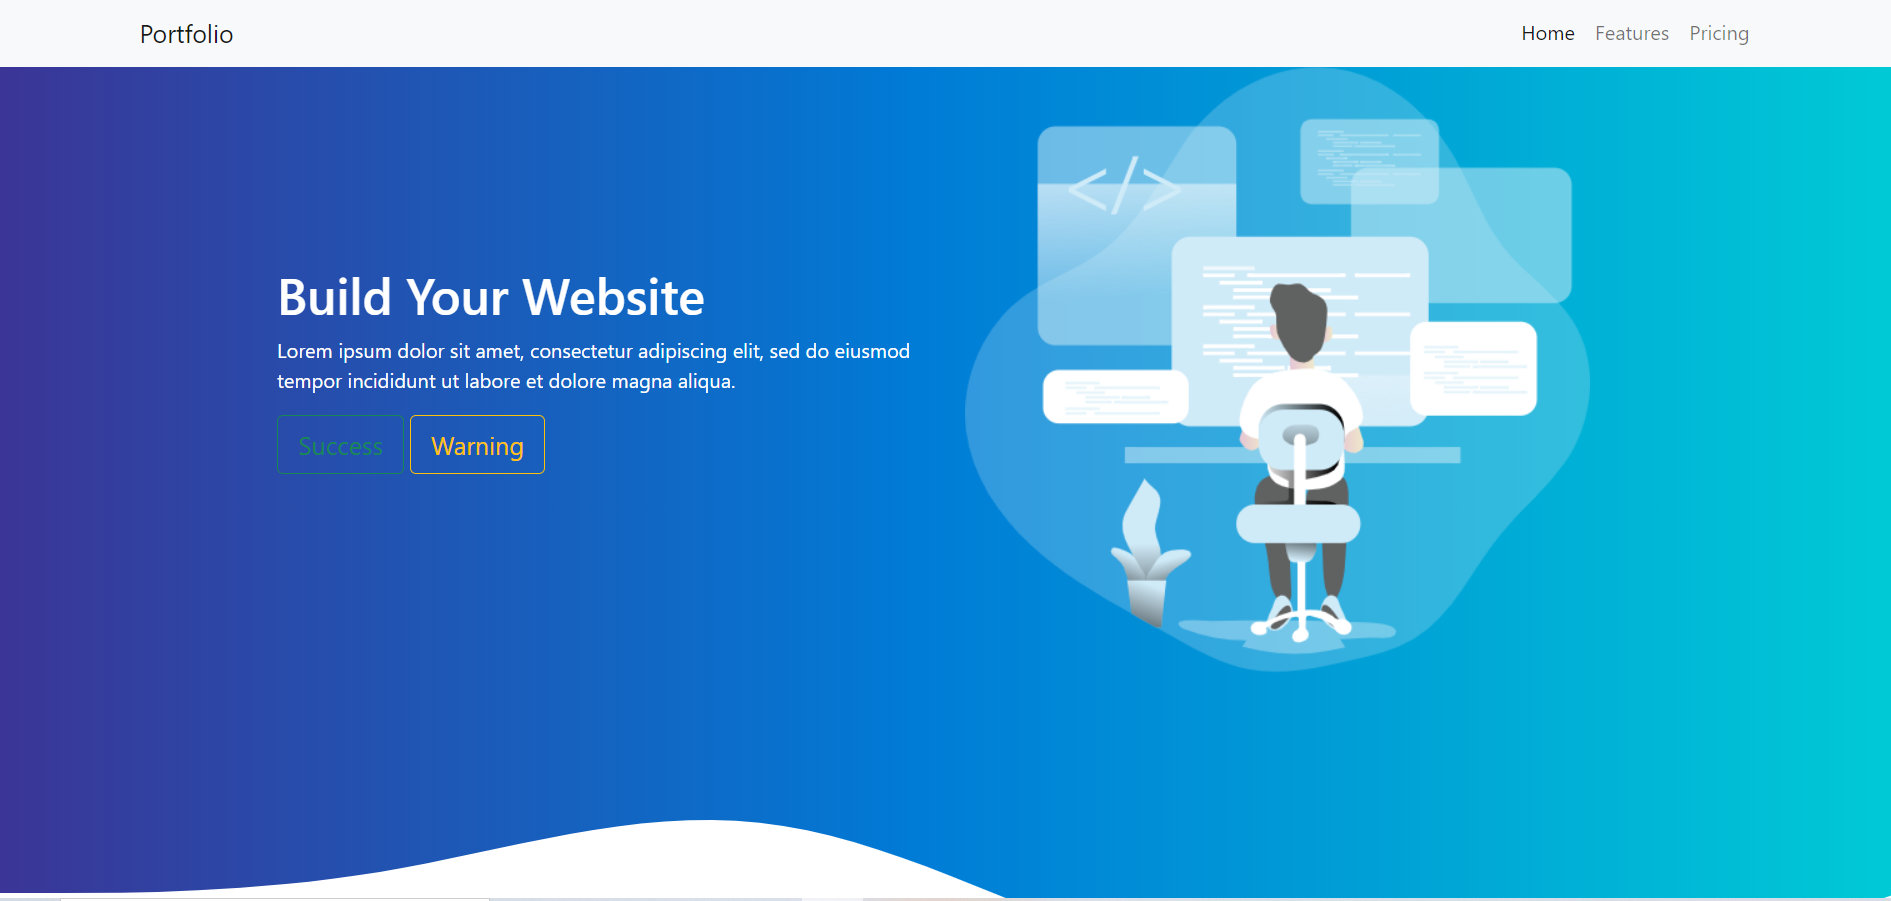 Portfolio
Home Features Pricing
</>
Build Your Website
Lorem ipsum dolor sit amet, consectetur adipiscing elit, sed do eiusmod
tempor incididunt ut labore et dolore magna aliqua.
Success Warning